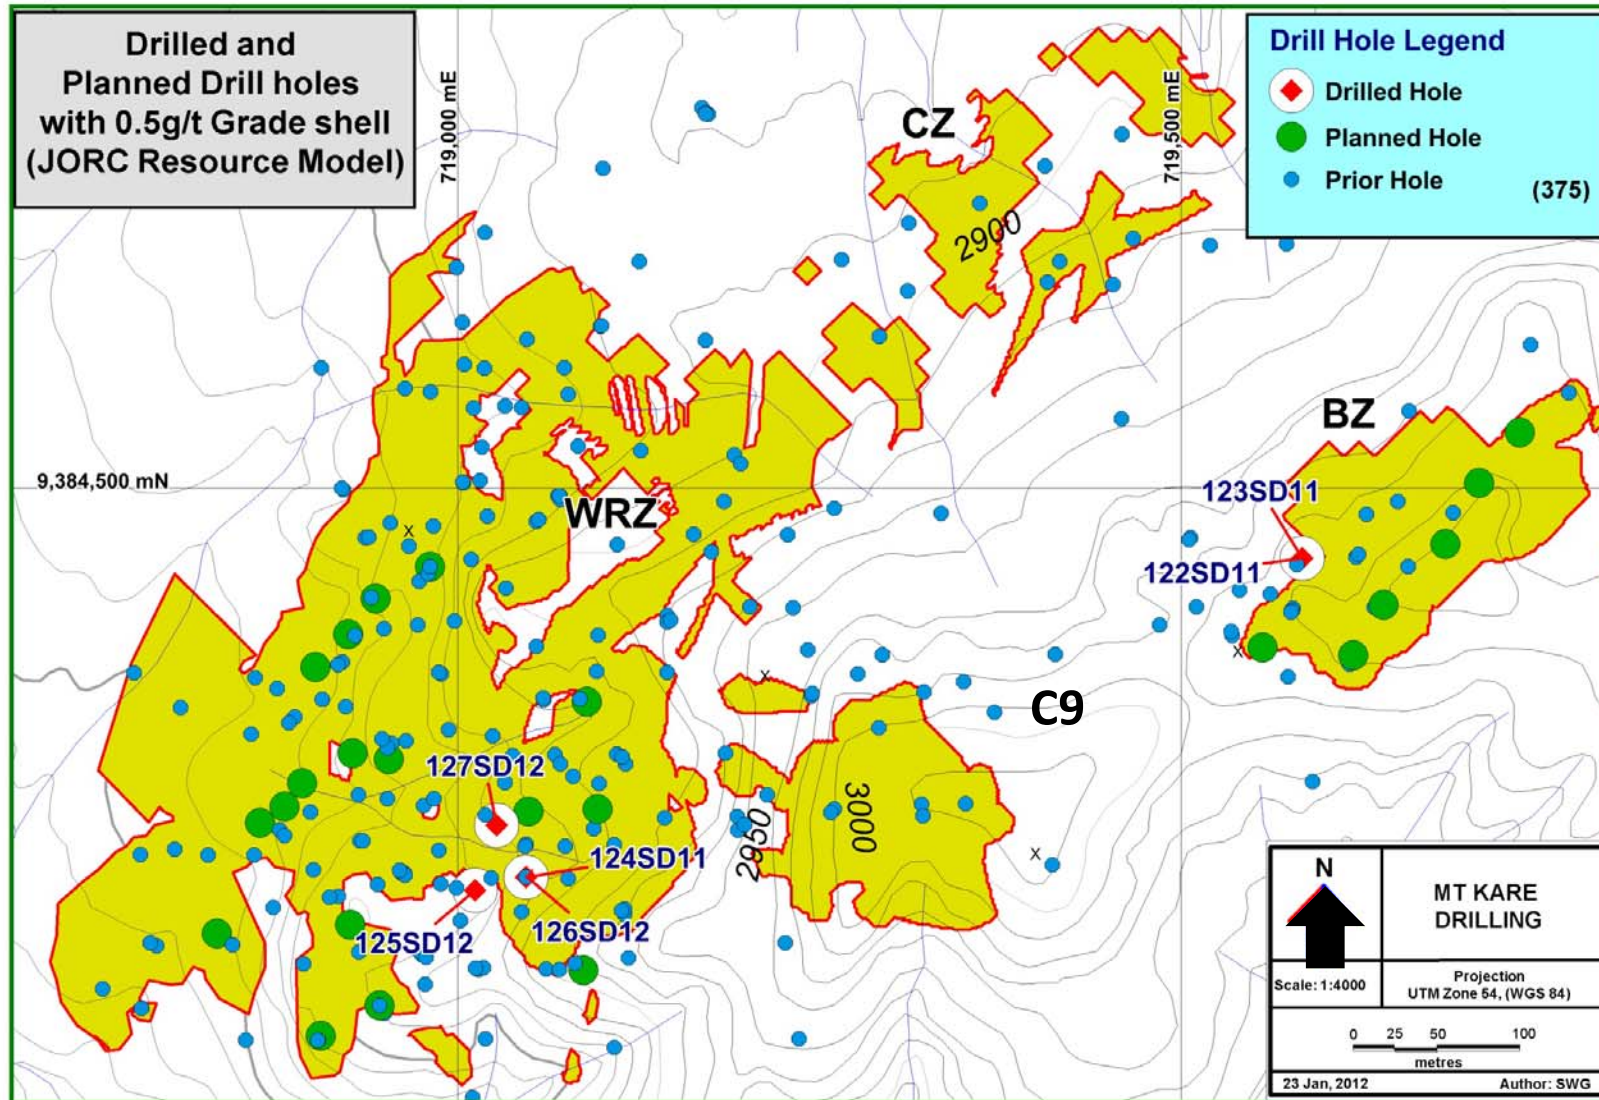 Drilled and
Planned Drill holes
with 0.5g/t Grade shell
(JORC Resource Model)
719,000 mE
719,500 mE
Drill Hole Legend
Drilled Hole
Planned Hole
Prior Hole
(375)
CZ
2900
BZ
9,384,500 mN
WRZ
123SD11
122SD11
X
X
X
C9
127SD12
3000
2950
124SD11
X
125SD12
126SD12
N
MT KARE
DRILLING
Scale: 1:4000
Projection
UTM Zone 54, (WGS 84)
0 25 50 100
metres
23 Jan, 2012
Author: SWG